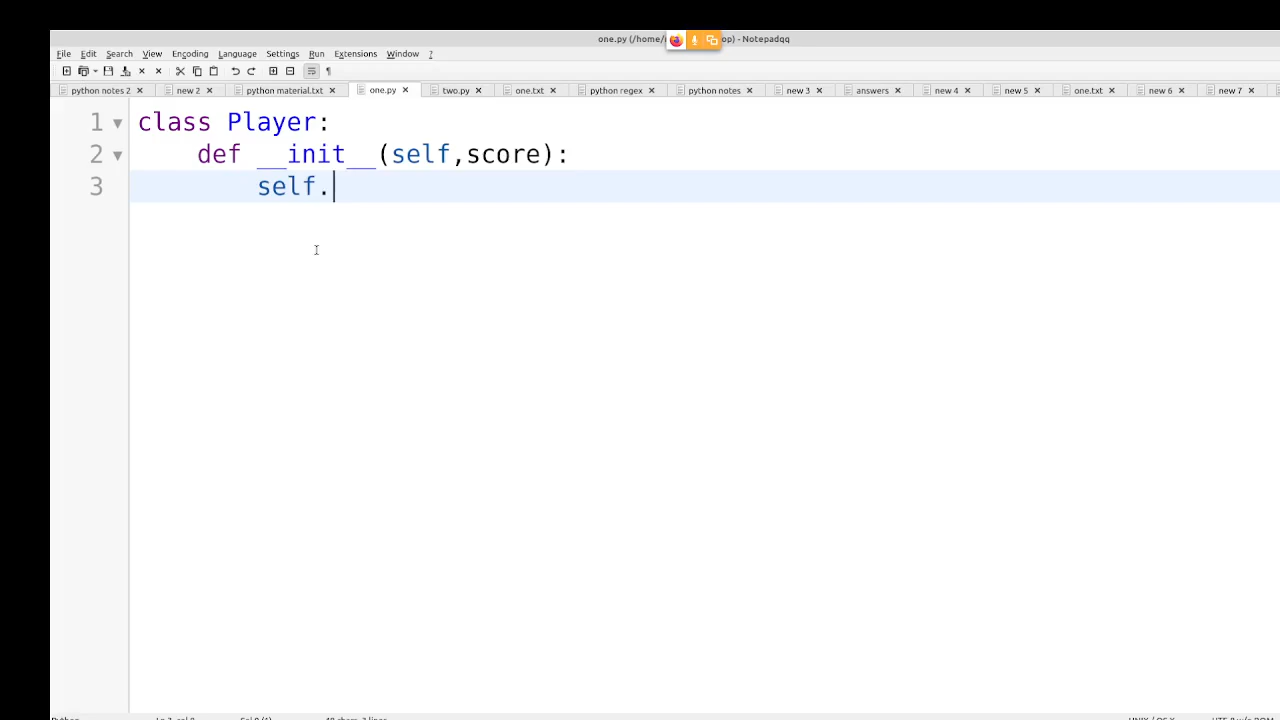 one.py (/home/ op) - Notepadqq
File Edit Search View Encoding Language Settings Run Extensions Window ?
python notes 2 new 2 python material.txt one.py two.py one.txt python regex python notes new 3 answers new 4 new 5 one.txt new 6 new 7
1 class Player:
2 def __init__(self,score):
3 self.